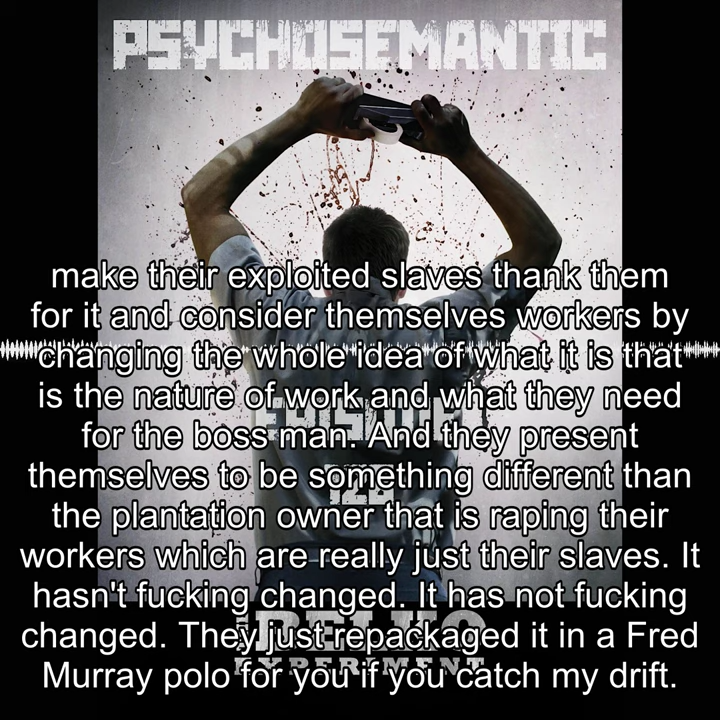 PSYCHOSEMANTIC
make their exploited slaves thank them
for it and consider themselves workers by
changing the whole idea of what it is that
is the nature of work and what they need
for the boss man. And they present
themselves to be something different than
the plantation owner that is raping their
workers which are really just their slaves. It
hasn't fucking changed. It has not fucking
changed. They just repackaged it in a Fred
Murray polo for you if you catch my drift.
EXPERIMENT